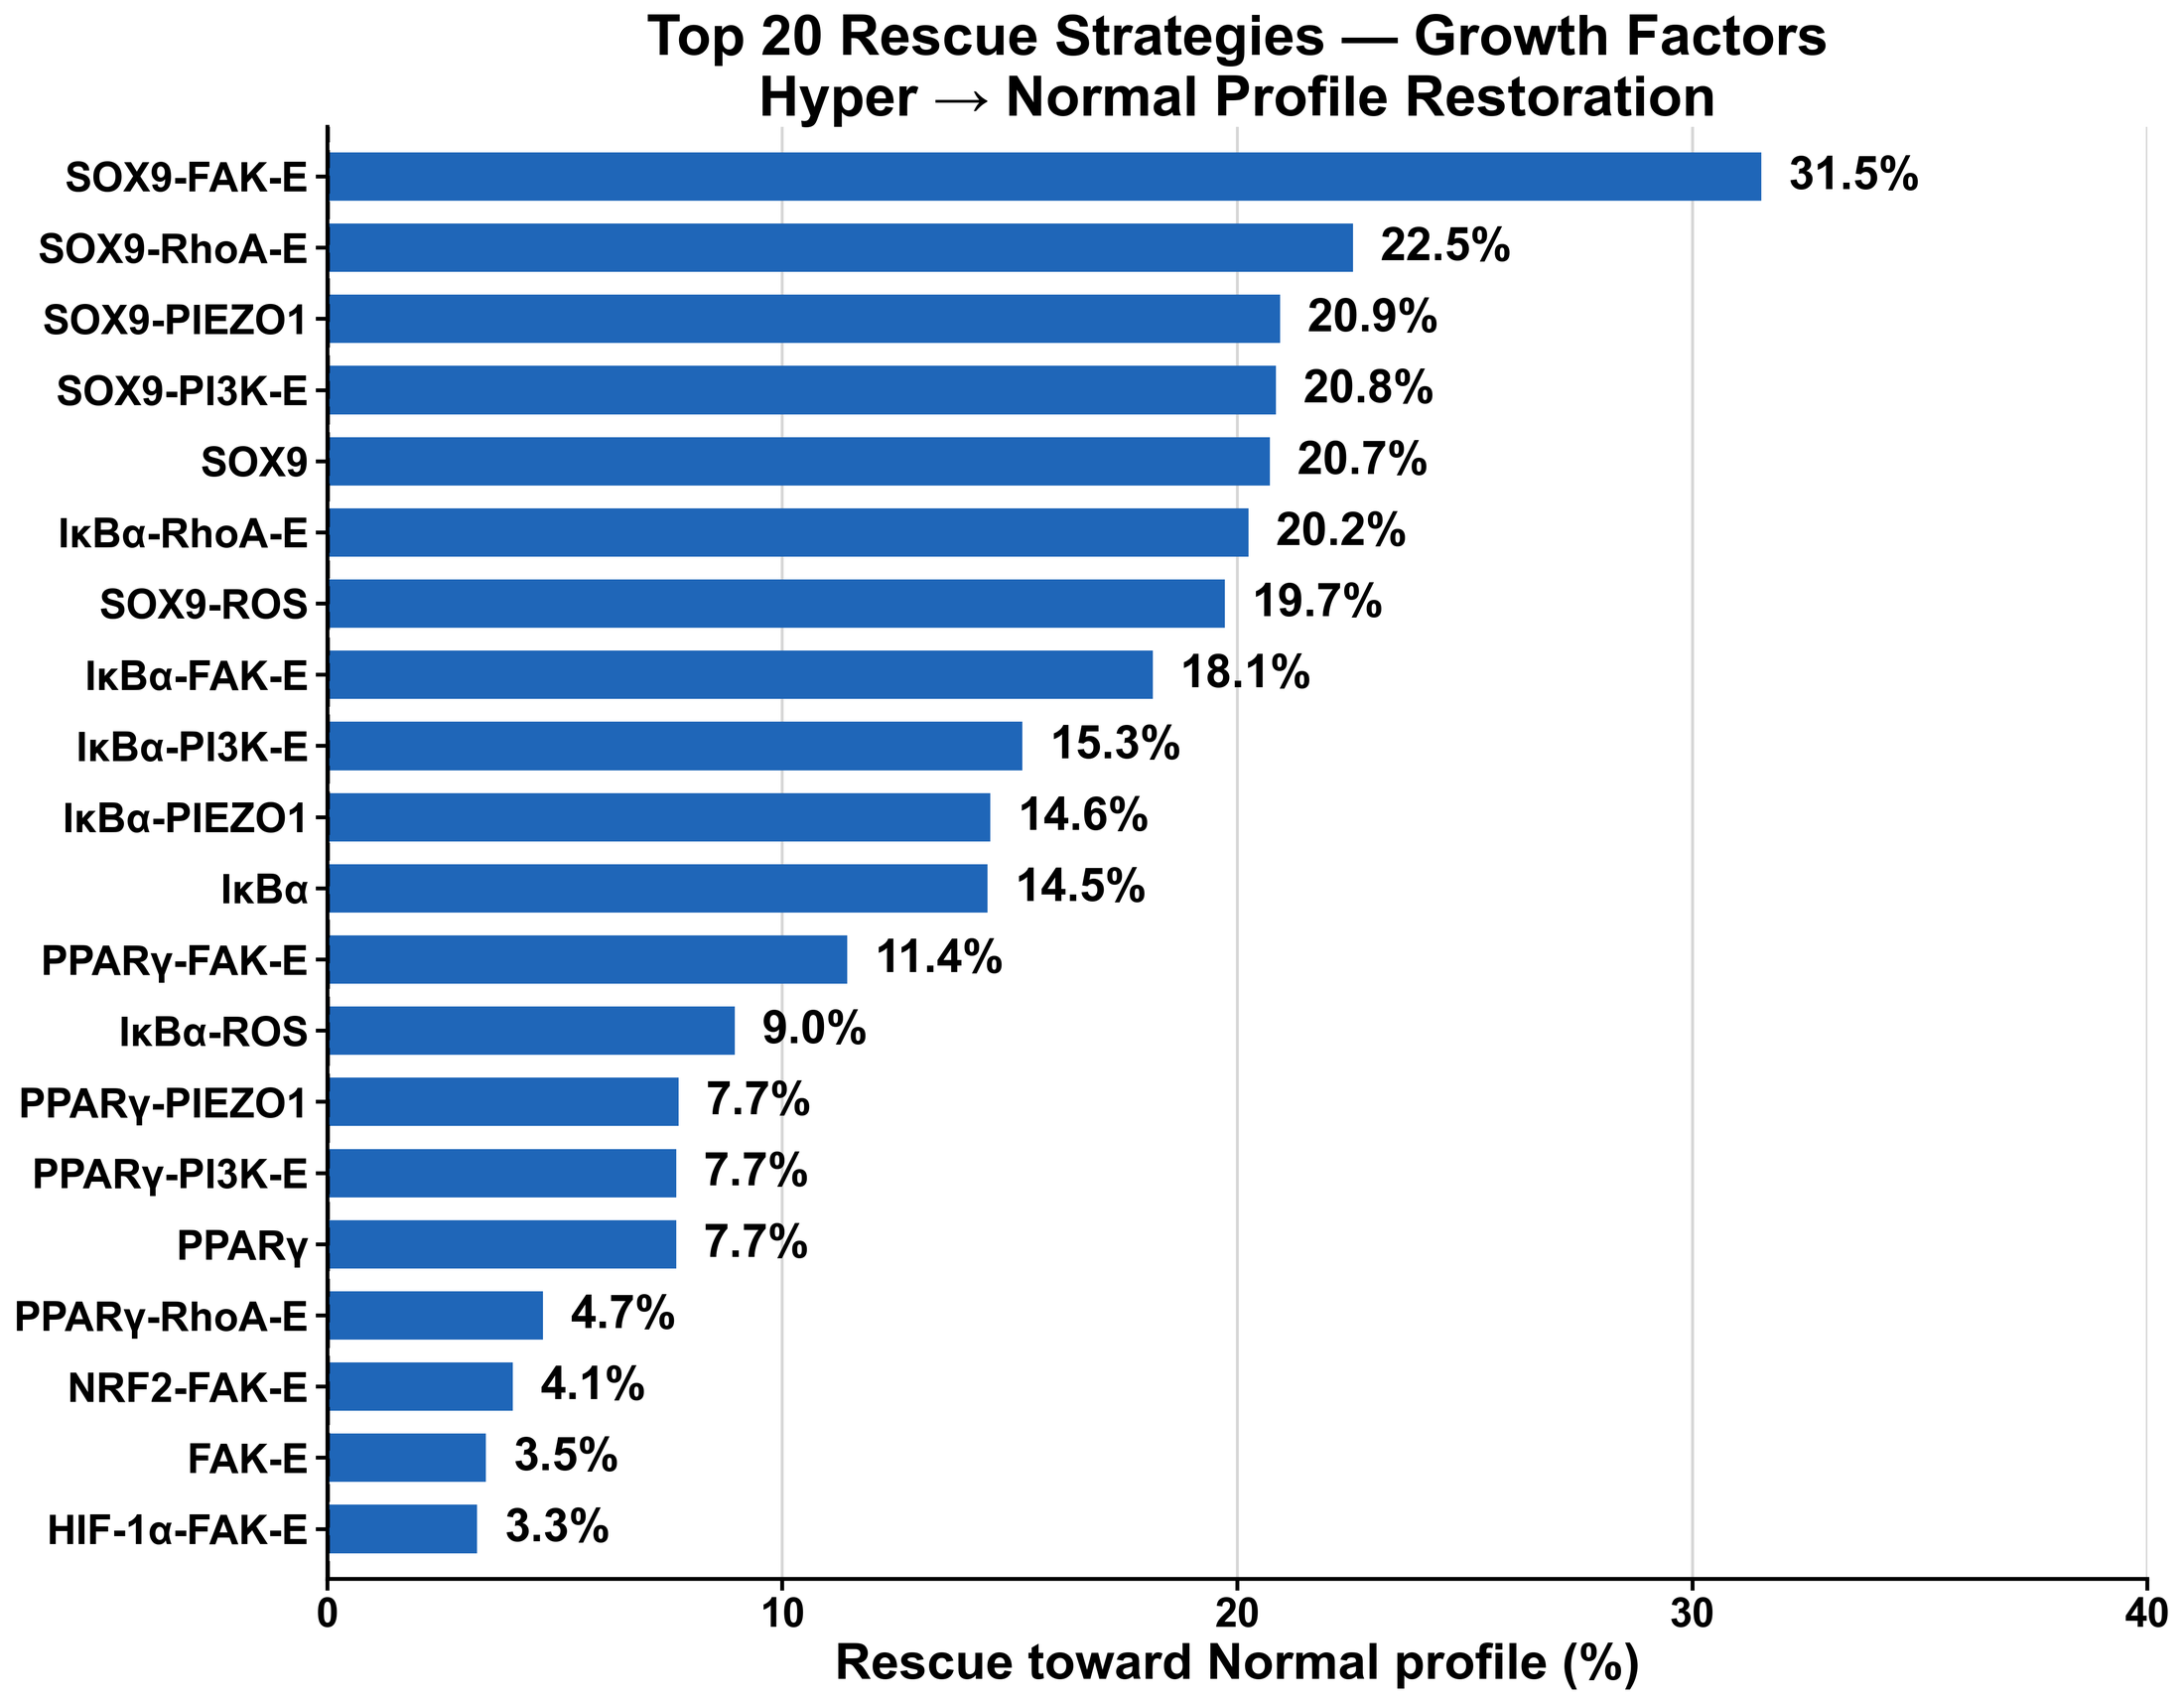 Top 20 Rescue Strategies — Growth Factors
Hyper → Normal Profile Restoration
SOX9-FAK-E 31.5%
SOX9-RhoA-E 22.5%
SOX9-PIEZO1 20.9%
SOX9-PI3K-E 20.8%
SOX9 20.7%
IκBα-RhoA-E 20.2%
SOX9-ROS 19.7%
IκBα-FAK-E 18.1%
IκBα-PI3K-E 15.3%
IκBα-PIEZO1 14.6%
IκBα 14.5%
PPARγ-FAK-E 11.4%
IκBα-ROS 9.0%
PPARγ-PIEZO1 7.7%
PPARγ-PI3K-E 7.7%
PPARγ 7.7%
PPARγ-RhoA-E 4.7%
NRF2-FAK-E 4.1%
FAK-E 3.5%
HIF-1α-FAK-E 3.3%
0 10 20 30 40
Rescue toward Normal profile (%)